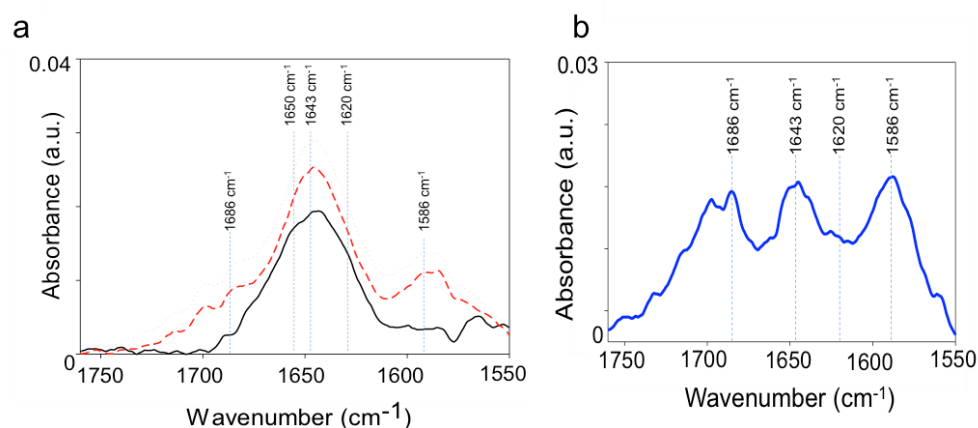 a
0.04
Absorbance (a.u.)
0
1686 cm⁻¹
1650 cm⁻¹
1643 cm⁻¹
1620 cm⁻¹
1586 cm⁻¹
1750
1700
1650
1600
1550
Wavenumber (cm⁻¹)
b
0.03
Absorbance (a.u.)
0
1686 cm⁻¹
1643 cm⁻¹
1620 cm⁻¹
1586 cm⁻¹
1750
1700
1650
1600
1550
Wavenumber (cm⁻¹)